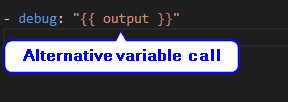 - debug: "{{ output }}"
Alternative variable call